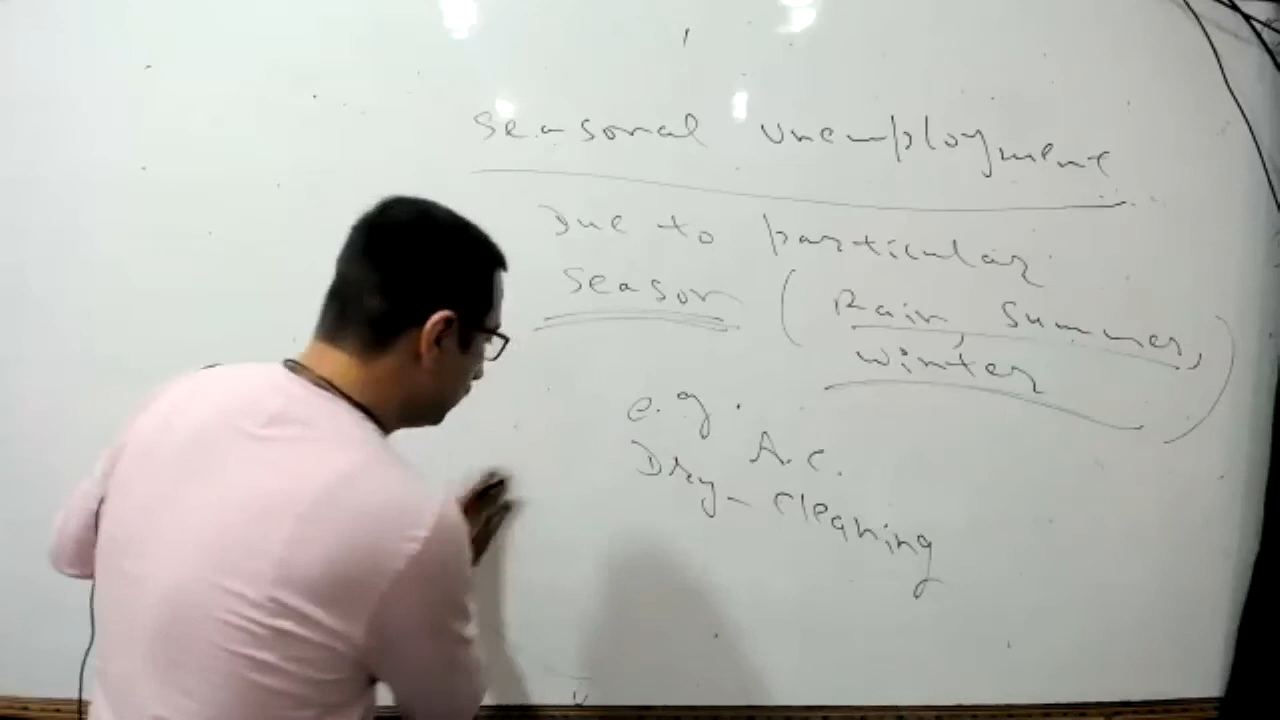 Seasonal unemployment
Due to particular
season (Rain, Summer,
winter)
e.g. A.C.
Dry-cleaning